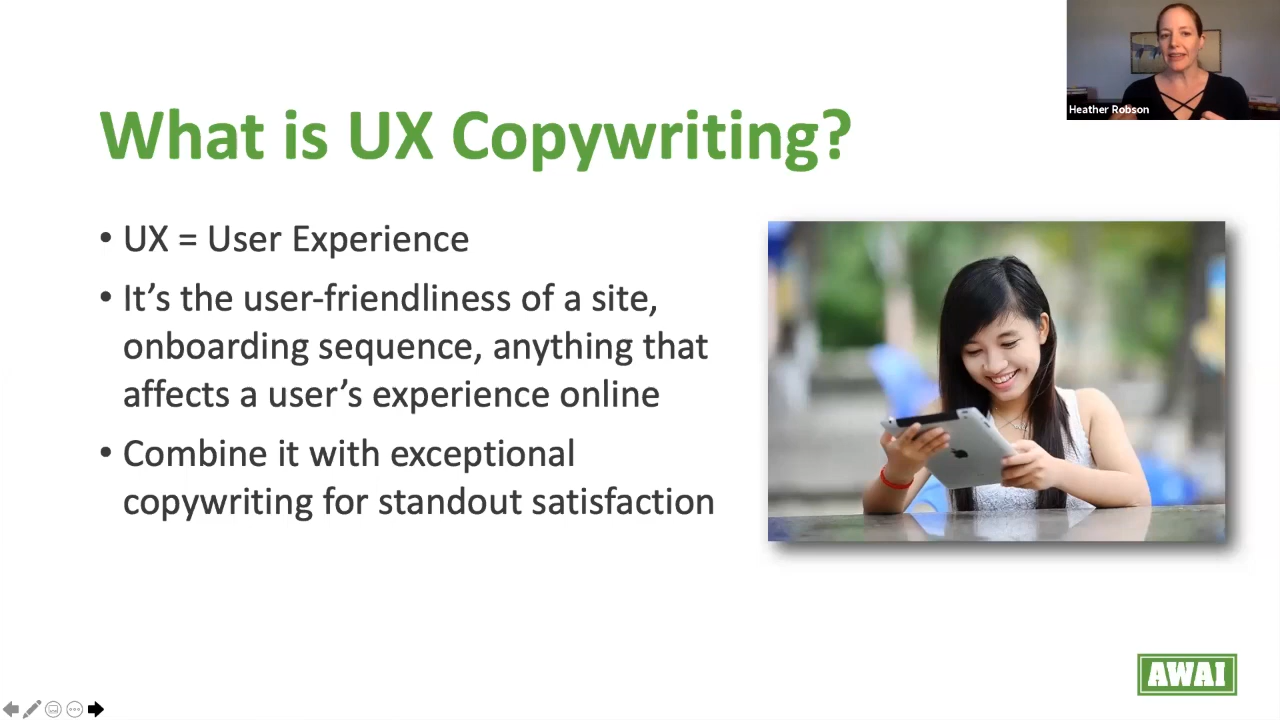 Heather Robson
What is UX Copywriting?
• UX = User Experience
• It’s the user-friendliness of a site,
onboarding sequence, anything that
affects a user’s experience online
• Combine it with exceptional
copywriting for standout satisfaction
AWAI